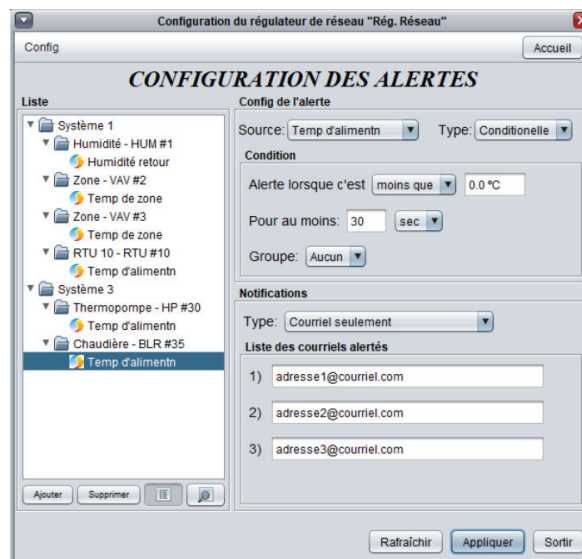 Configuration du régulateur de réseau "Rég. Réseau"
Config
Accueil
CONFIGURATION DES ALERTES
Liste
Système 1
Humidité - HUM #1
Humidité retour
Zone - VAV #2
Temp de zone
Zone - VAV #3
Temp de zone
RTU 10 - RTU #10
Temp d'alimentn
Système 3
Thermopompe - HP #30
Temp d'alimentn
Chaudière - BLR #35
Temp d'alimentn
Ajouter Supprimer
Config de l'alerte
Source: Temp d'alimentn Type: Conditionelle
Condition
Alerte lorsque c'est moins que 0.0 °C
Pour au moins: 30 sec
Groupe: Aucun
Notifications
Type: Courriel seulement
Liste des courriels alertés
1) adresse1@courriel.com
2) adresse2@courriel.com
3) adresse3@courriel.com
Rafraîchir Appliquer Sortir